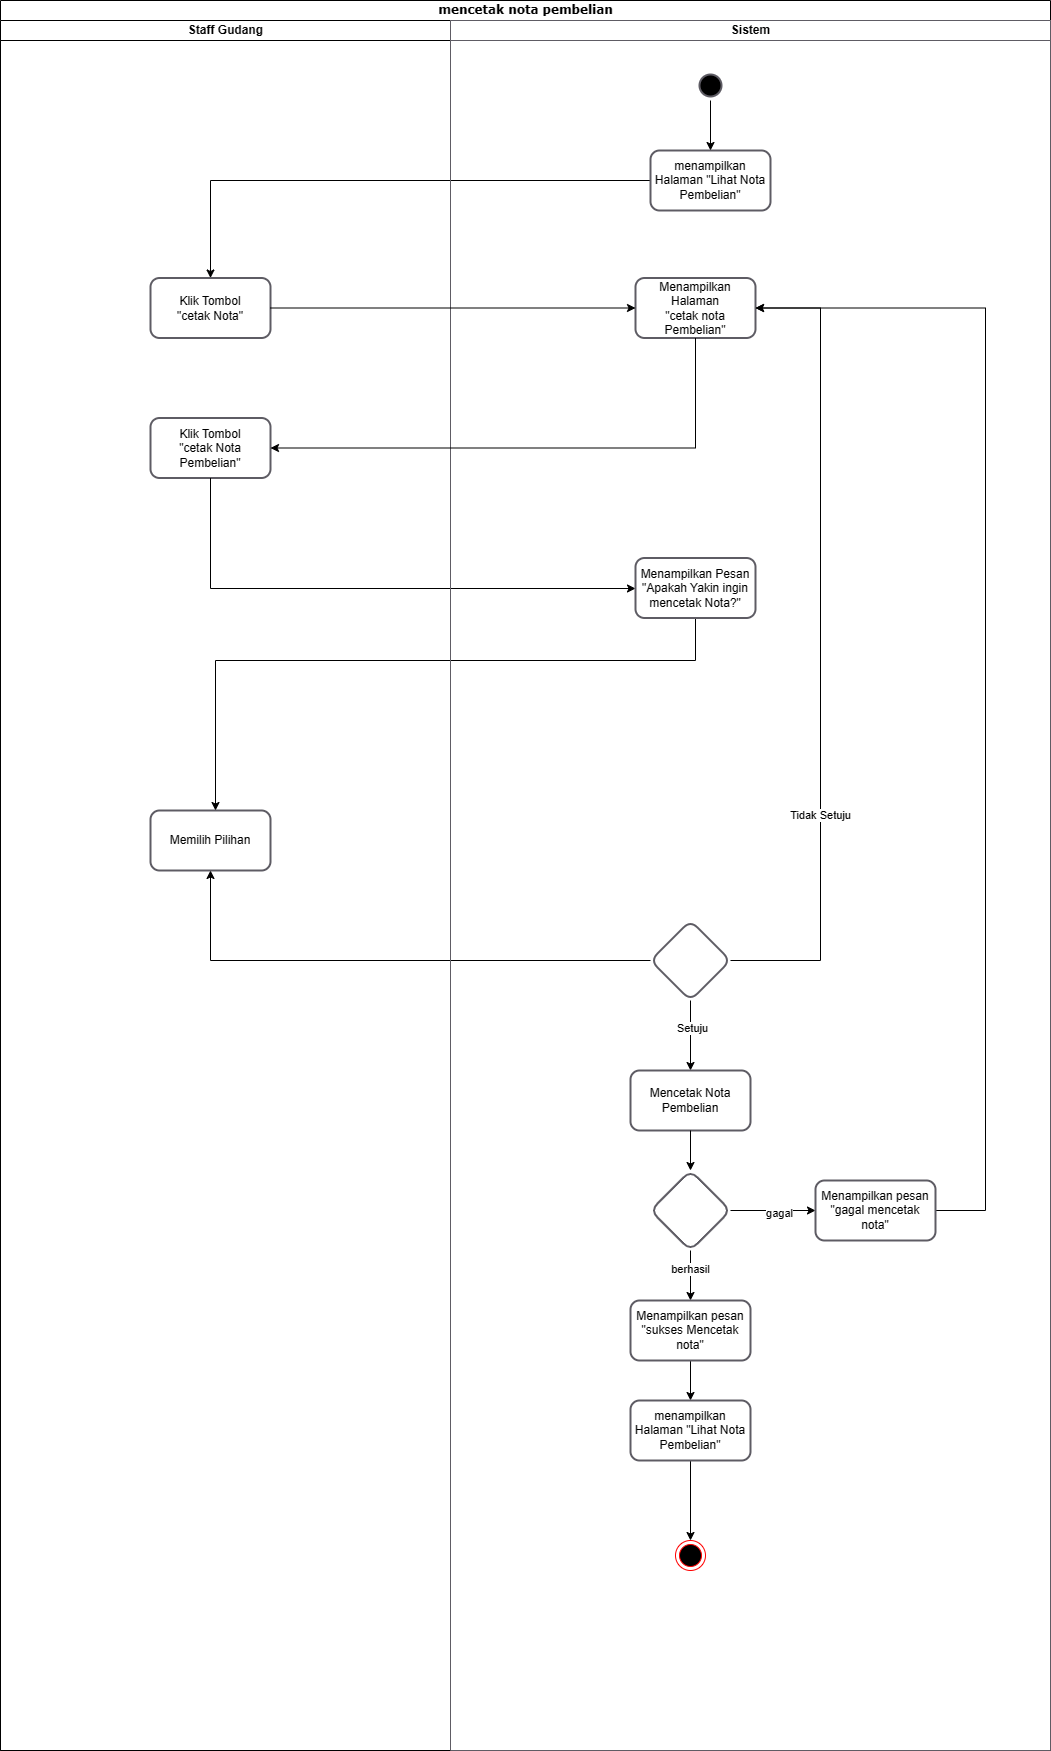 mencetak nota pembelian
Staff Gudang
Sistem
menampilkan
Halaman "Lihat Nota
Pembelian"
Klik Tombol
"cetak Nota"
Menampilkan
Halaman
"cetak nota
Pembelian"
Klik Tombol
"cetak Nota
Pembelian"
Menampilkan Pesan
"Apakah Yakin ingin
mencetak Nota?"
Memilih Pilihan
Tidak Setuju
Setuju
Mencetak Nota
Pembelian
gagal
Menampilkan pesan
"gagal mencetak
nota"
berhasil
Menampilkan pesan
"sukses Mencetak
nota"
menampilkan
Halaman "Lihat Nota
Pembelian"